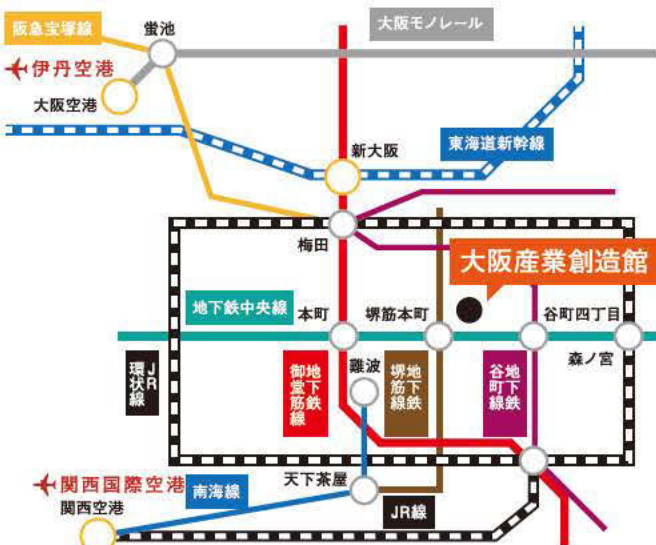 阪急宝塚線
蛍池
大阪モノレール
伊丹空港
大阪空港
新大阪
東海道新幹線
梅田
大阪産業創造館
地下鉄中央線
本町
堺筋本町
谷町四丁目
森ノ宮
JR
環状線
地下鉄
御堂筋線
難波
地下鉄
堺筋線
地下鉄
谷町線
関西国際空港
関西空港
南海線
天下茶屋
JR線